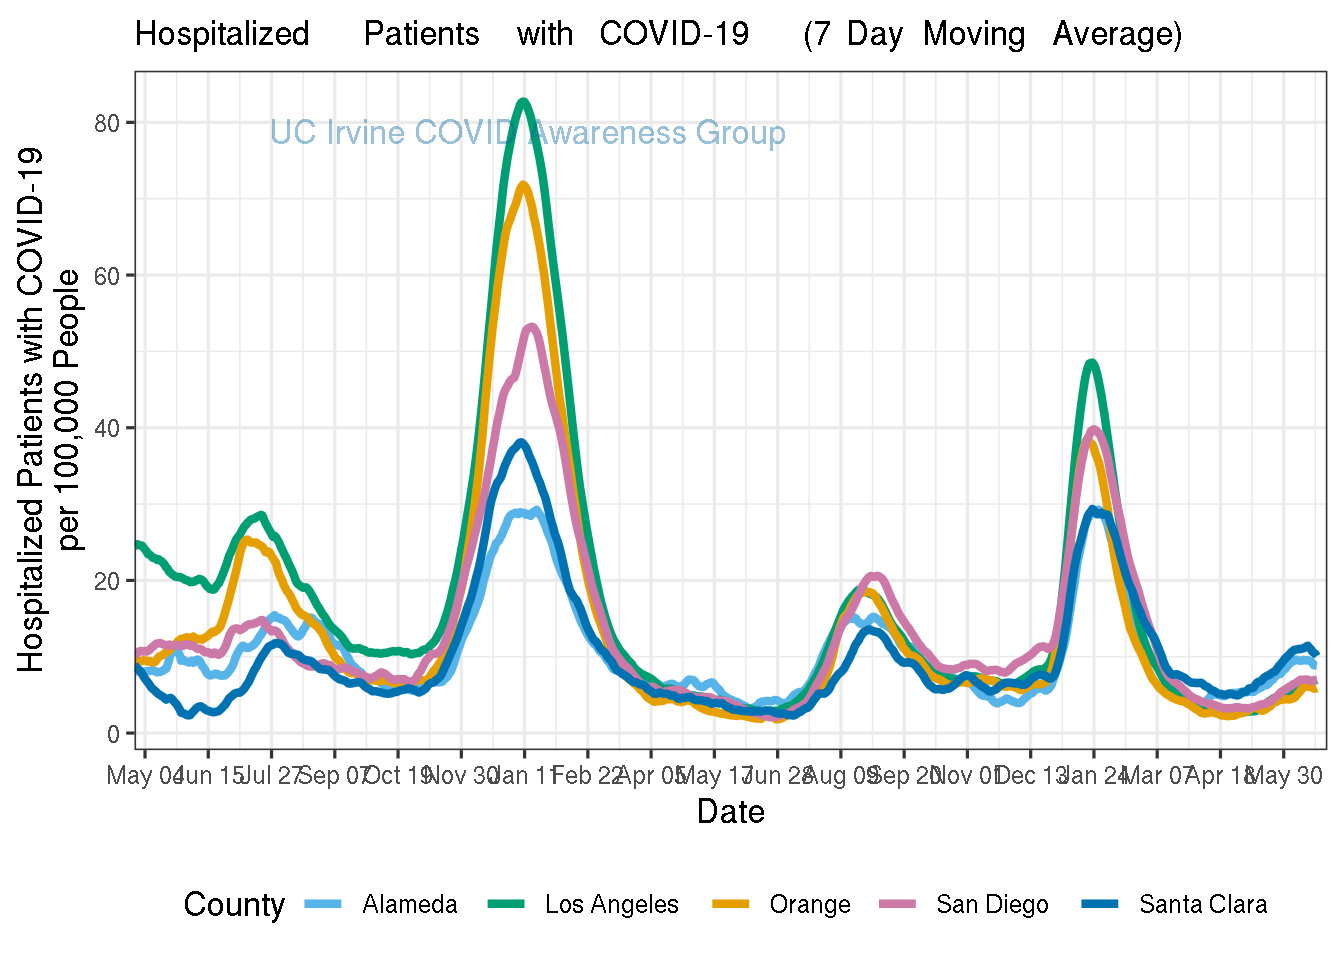 Hospitalized Patients with COVID-19 (7 Day Moving Average)
UC Irvine COVID Awareness Group
Hospitalized Patients with COVID-19
per 100,000 People
80
60
40
20
0
May 04 Jun 15 Jul 27 Sep 07 Oct 19 Nov 30 Jan 11 Feb 22 Apr 05 May 17 Jun 28 Aug 09 Sep 20 Nov 01 Dec 13 Jan 24 Mar 07 Apr 18 May 30
Date
County Alameda Los Angeles Orange San Diego Santa Clara